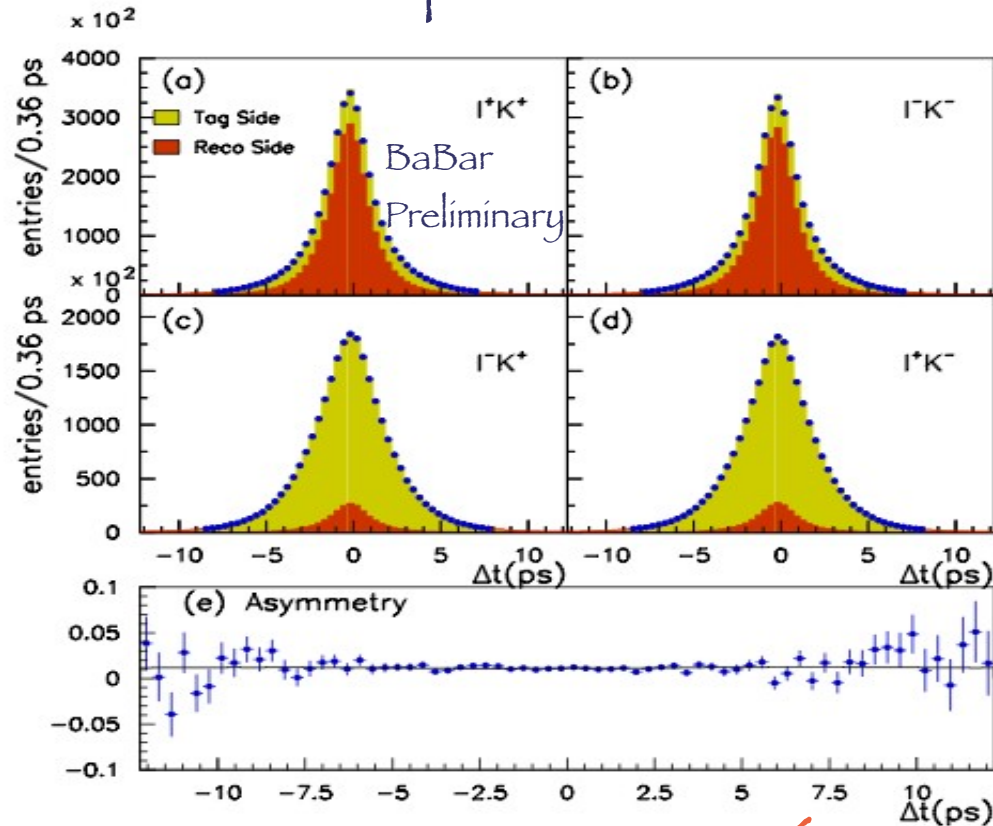 × 10²
4000
3000
2000
1000
0
entries/0.36 ps
(a)
l⁺K⁺
Tag Side
Reco Side
BaBar
Preliminary
(b)
l⁻K⁻
× 10²
2000
1500
1000
500
0
entries/0.36 ps
(c)
l⁻K⁺
(d)
l⁺K⁻
−10 −5 0 5 10
Δt(ps)
−10 −5 0 5 10
Δt(ps)
0.1
0.05
0
−0.05
−0.1
(e) Asymmetry
−10 −7.5 −5 −2.5 0 2.5 5 7.5 10
Δt(ps)